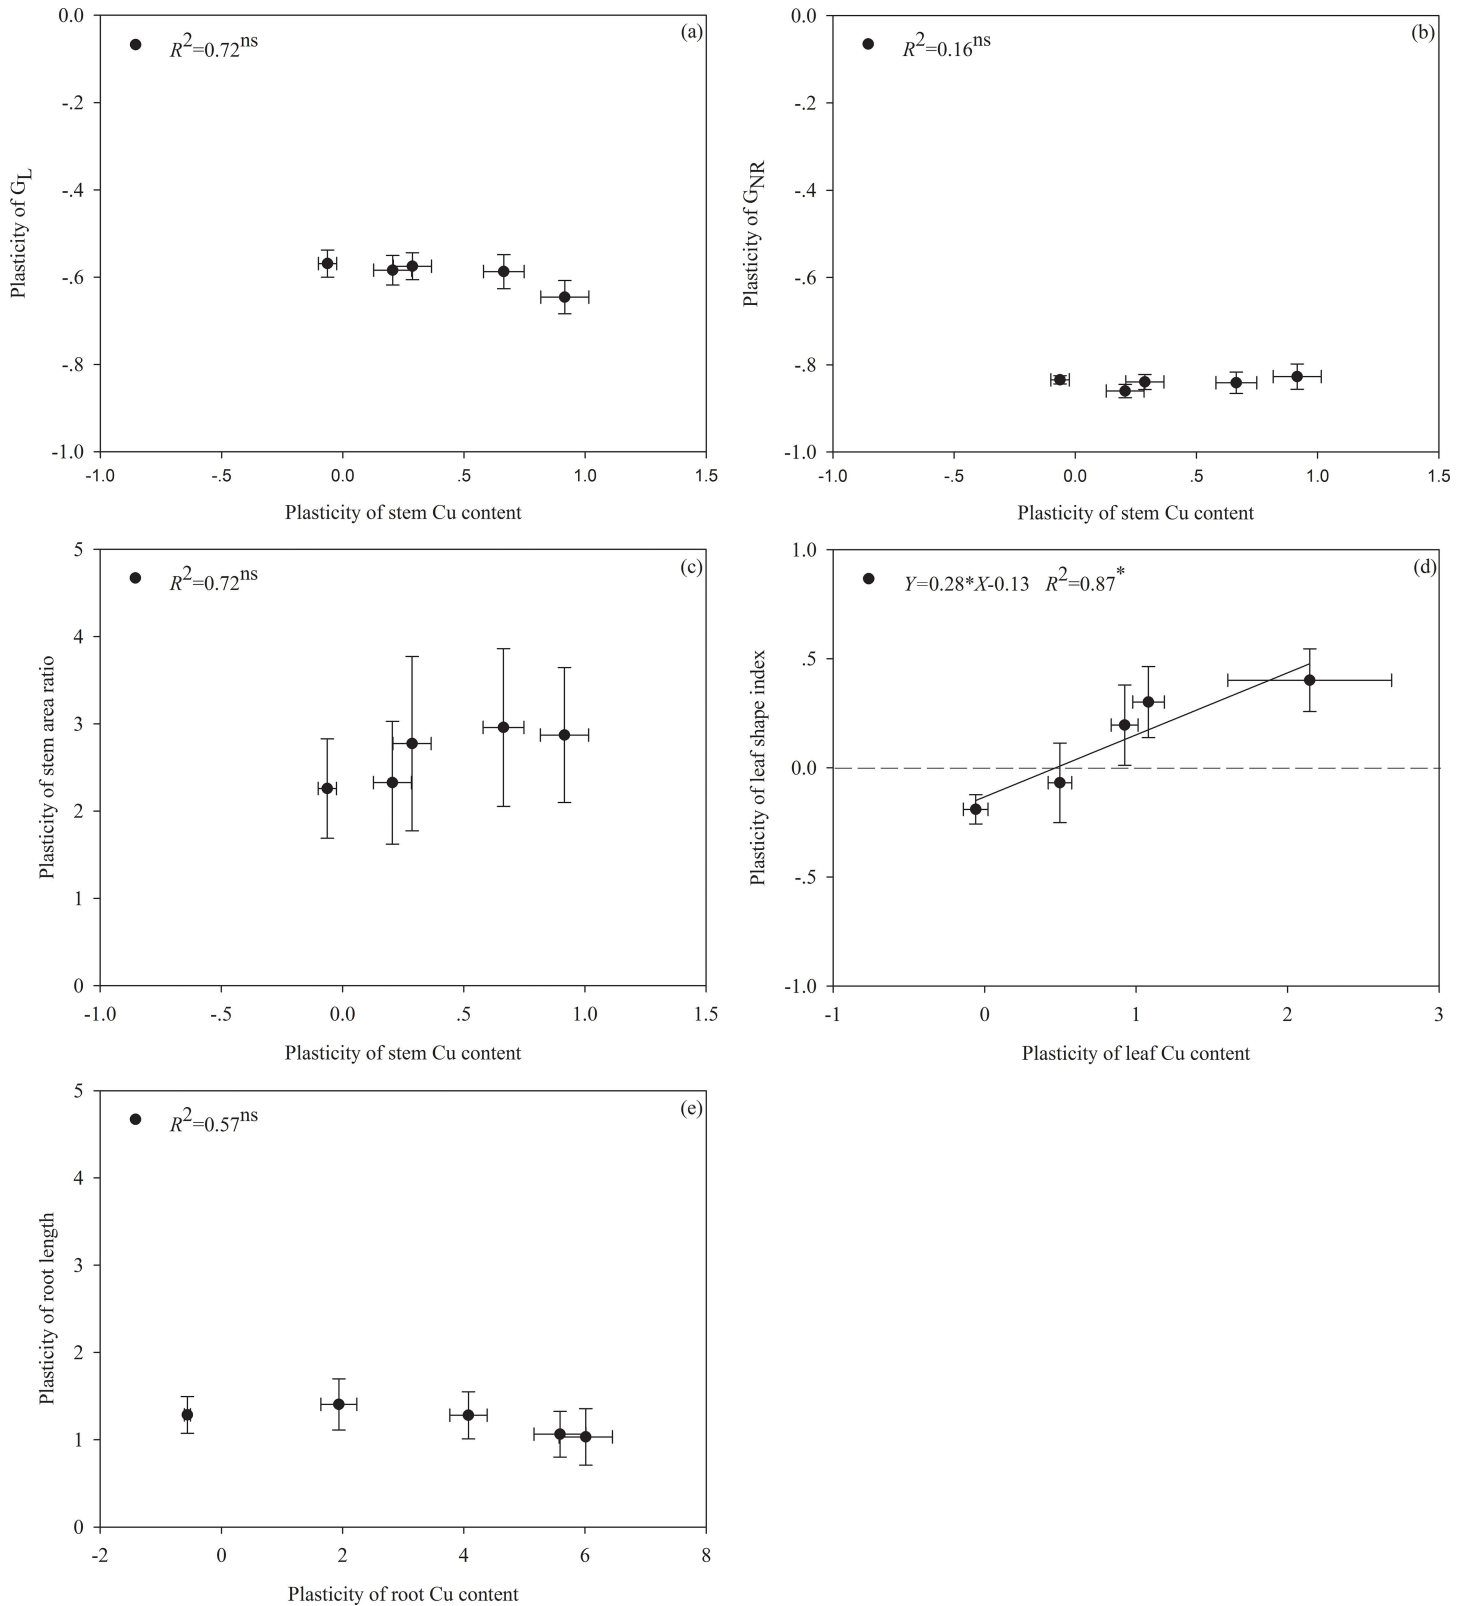 0.0
-.2
-.4
-.6
-.8
-1.0
Plasticity of GL
R2=0.72ns
(a)
-1.0 -.5 0.0 .5 1.0 1.5
Plasticity of stem Cu content
0.0
-.2
-.4
-.6
-.8
-1.0
Plasticity of GNR
R2=0.16ns
(b)
-1.0 -.5 0.0 .5 1.0 1.5
Plasticity of stem Cu content
5
4
3
2
1
0
Plasticity of stem area ratio
R2=0.72ns
(c)
-1.0 -.5 0.0 .5 1.0 1.5
Plasticity of stem Cu content
1.0
.5
0.0
-.5
-1.0
Plasticity of leaf shape index
Y=0.28*X-0.13 R2=0.87*
(d)
-1 0 1 2 3
Plasticity of leaf Cu content
5
4
3
2
1
0
Plasticity of root length
R2=0.57ns
(e)
-2 0 2 4 6 8
Plasticity of root Cu content